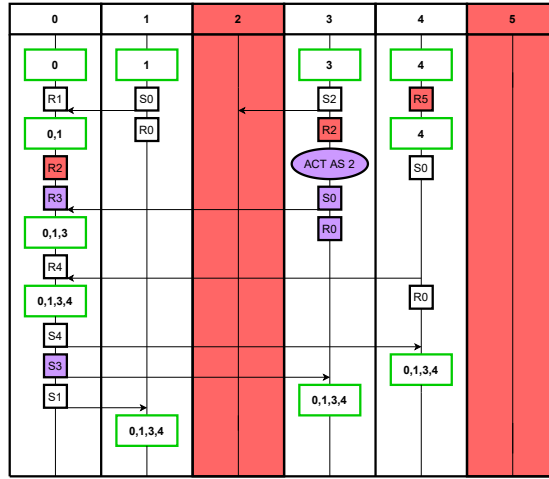 0 1 2 3 4 5
0 1 3 4
R1 S0 S2 R5
R0 R2
0,1 4
ACT AS 2
R2 S0
R3 S0
R0
0,1,3
R4
0,1,3,4 R0
S4
S3 0,1,3,4
S1 0,1,3,4
0,1,3,4